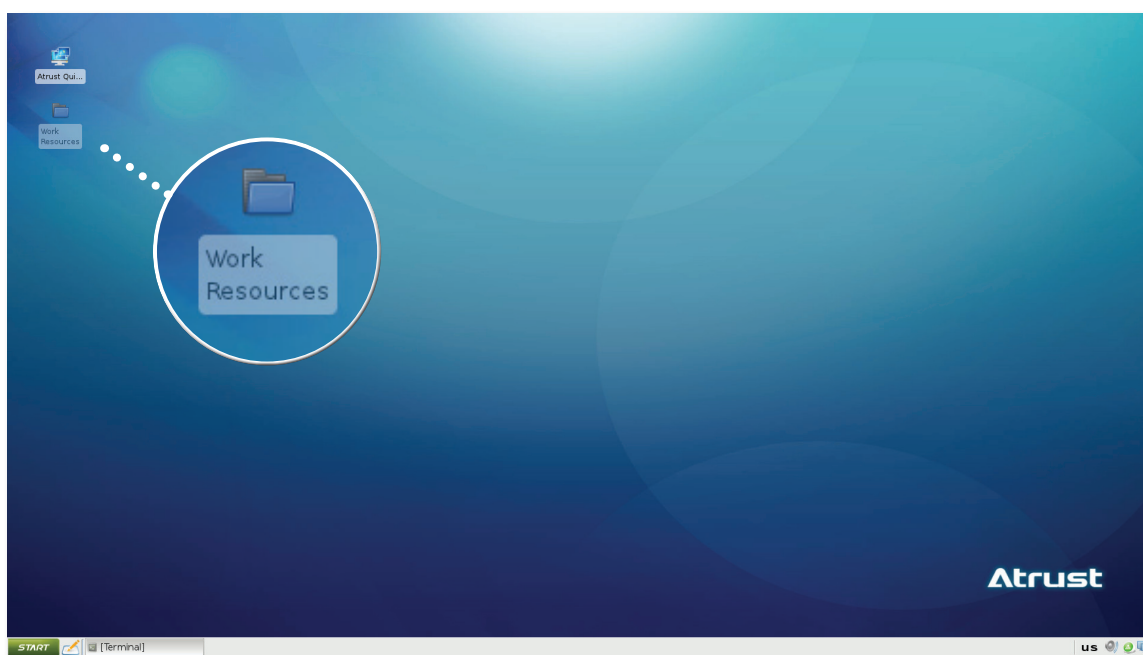 Atrust Qui...
Work
Resources
Work
Resources
Atrust
START
[Terminal]
us